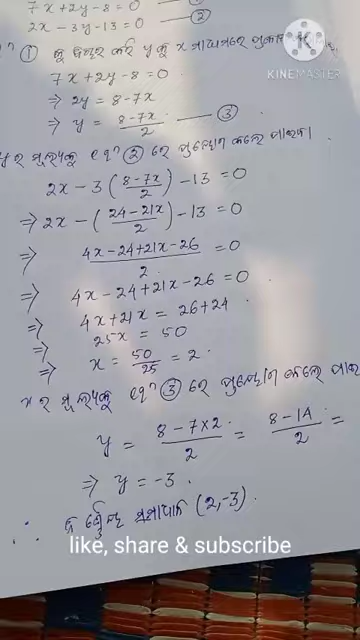 7x + 2y - 8 = 0 — ①
2x - 3y - 13 = 0 — ②
① କୁ ବିଚାର କରି y କୁ x
KINEMASTER
7x + 2y - 8 = 0
⇒ 2y = 8 - 7x
⇒ y = (8 - 7x)/2 — ③
ର ମୂଲ୍ୟକୁ eqⁿ ② ରେ ପ୍ରୟୋଗ କଲେ ପାଇବା
2x - 3((8 - 7x)/2) - 13 = 0
⇒ 2x - ((24 - 21x)/2) - 13 = 0
⇒ (4x - 24 + 21x - 26)/2 = 0
⇒ 4x - 24 + 21x - 26 = 0
⇒ 4x + 21x = 26 + 24
⇒ 25x = 50
⇒ x = 50/25 = 2
x ର ମୂଲ୍ୟକୁ eqⁿ ③ ରେ ପ୍ରୟୋଗ କଲେ
y = (8 - 7×2)/2 = (8 - 14)/2 =
⇒ y = -3.
∴ ସମାଧାନ (2, -3).
like, share & subscribe